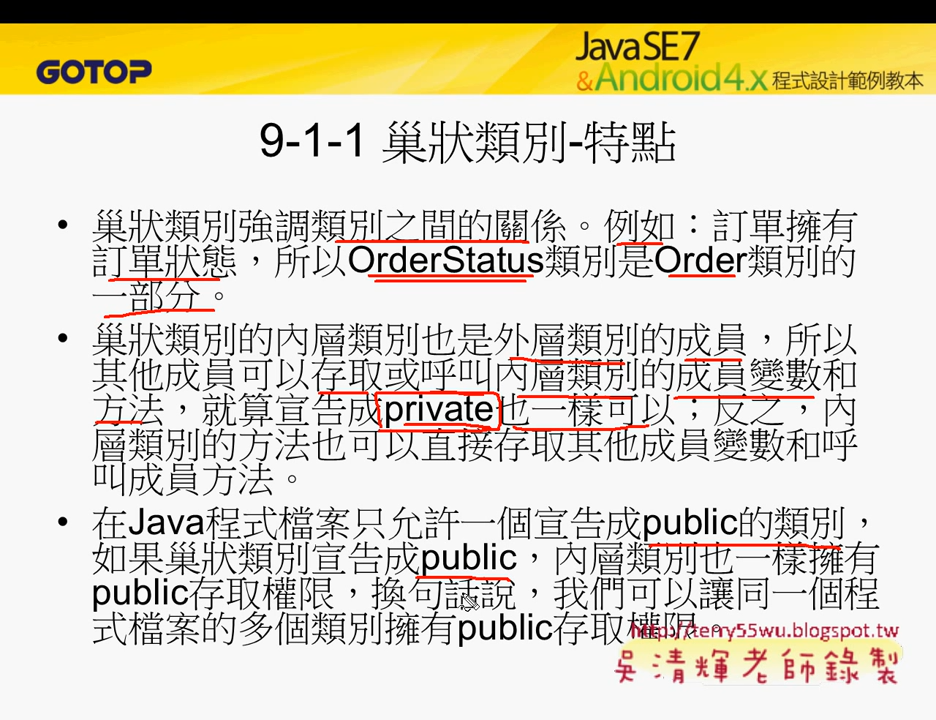 GOTOP
Java SE7
&Android 4.x 程式設計範例教本
9-1-1 巢狀類別-特點
• 巢狀類別強調類別之間的關係。例如：訂單擁有
訂單狀態，所以OrderStatus類別是Order類別的
一部分。
• 巢狀類別的內層類別也是外層類別的成員，所以
其他成員可以存取或呼叫內層類別的成員變數和
方法，就算宣告成private也一樣可以；反之，內
層類別的方法也可以直接存取其他成員變數和呼
叫成員方法。
• 在Java程式檔案只允許一個宣告成public的類別，
如果巢狀類別宣告成public，內層類別也一樣擁有
public存取權限，換句話說，我們可以讓同一個程
式檔案的多個類別擁有public存取權限。
http://terry55wu.blogspot.tw
吳清輝老師錄製